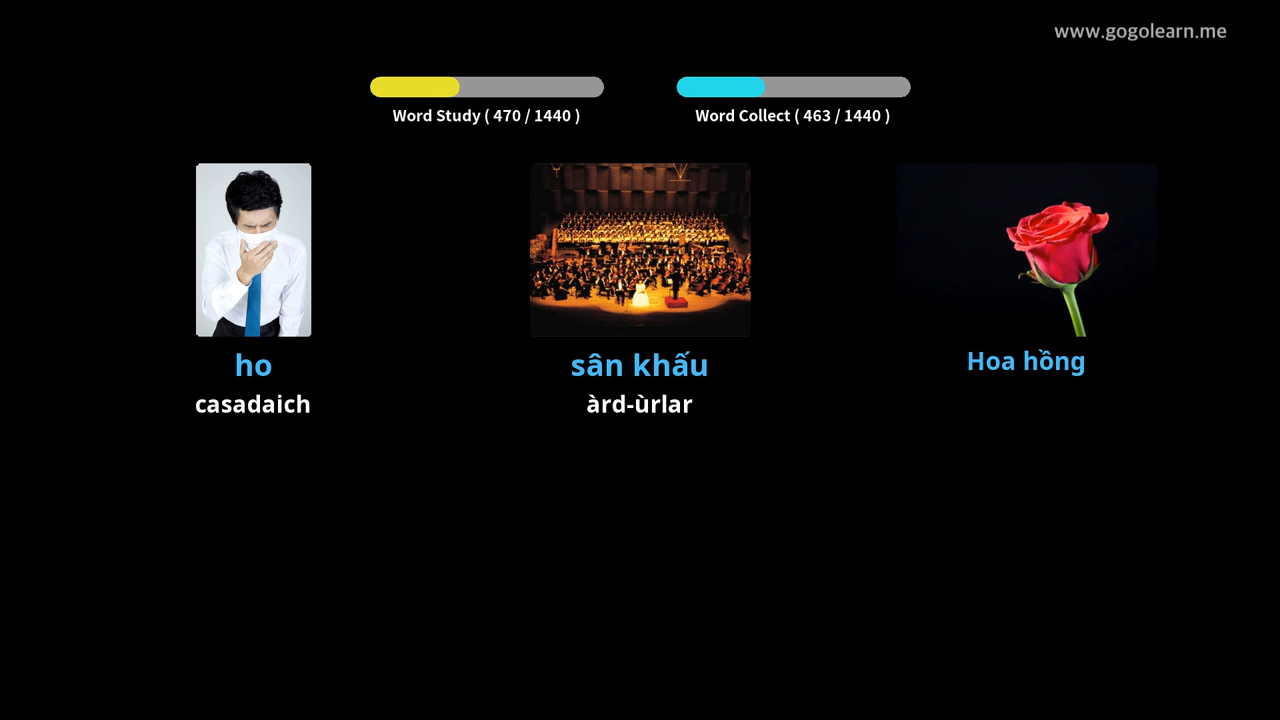 www.gogolearn.me
Word Study ( 470 / 1440 )
Word Collect ( 463 / 1440 )
ho
casadaich
sân khấu
àrd-ùrlar
Hoa hồng